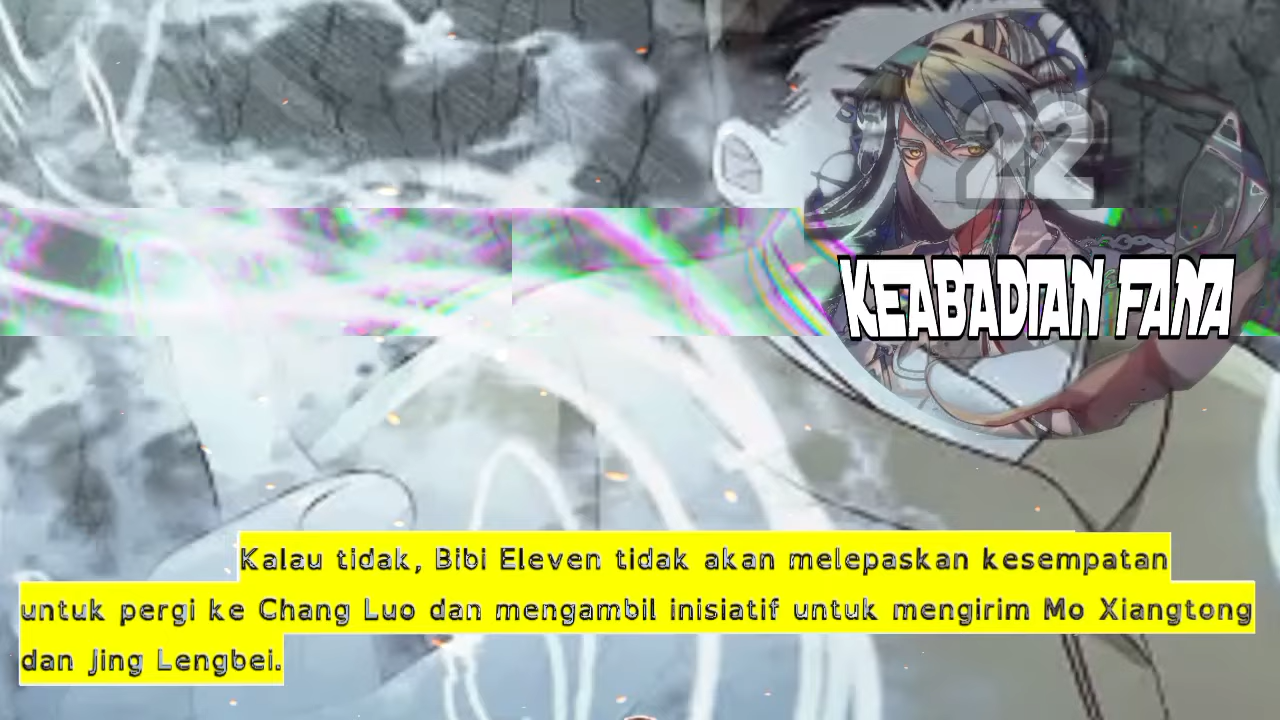 22
KEABADIAN FANA
Kalau tidak, Bibi Eleven tidak akan melepaskan kesempatan
untuk pergi ke Chang Luo dan mengambil inisiatif untuk mengirim Mo Xiangtong
dan Jing Lengbei.